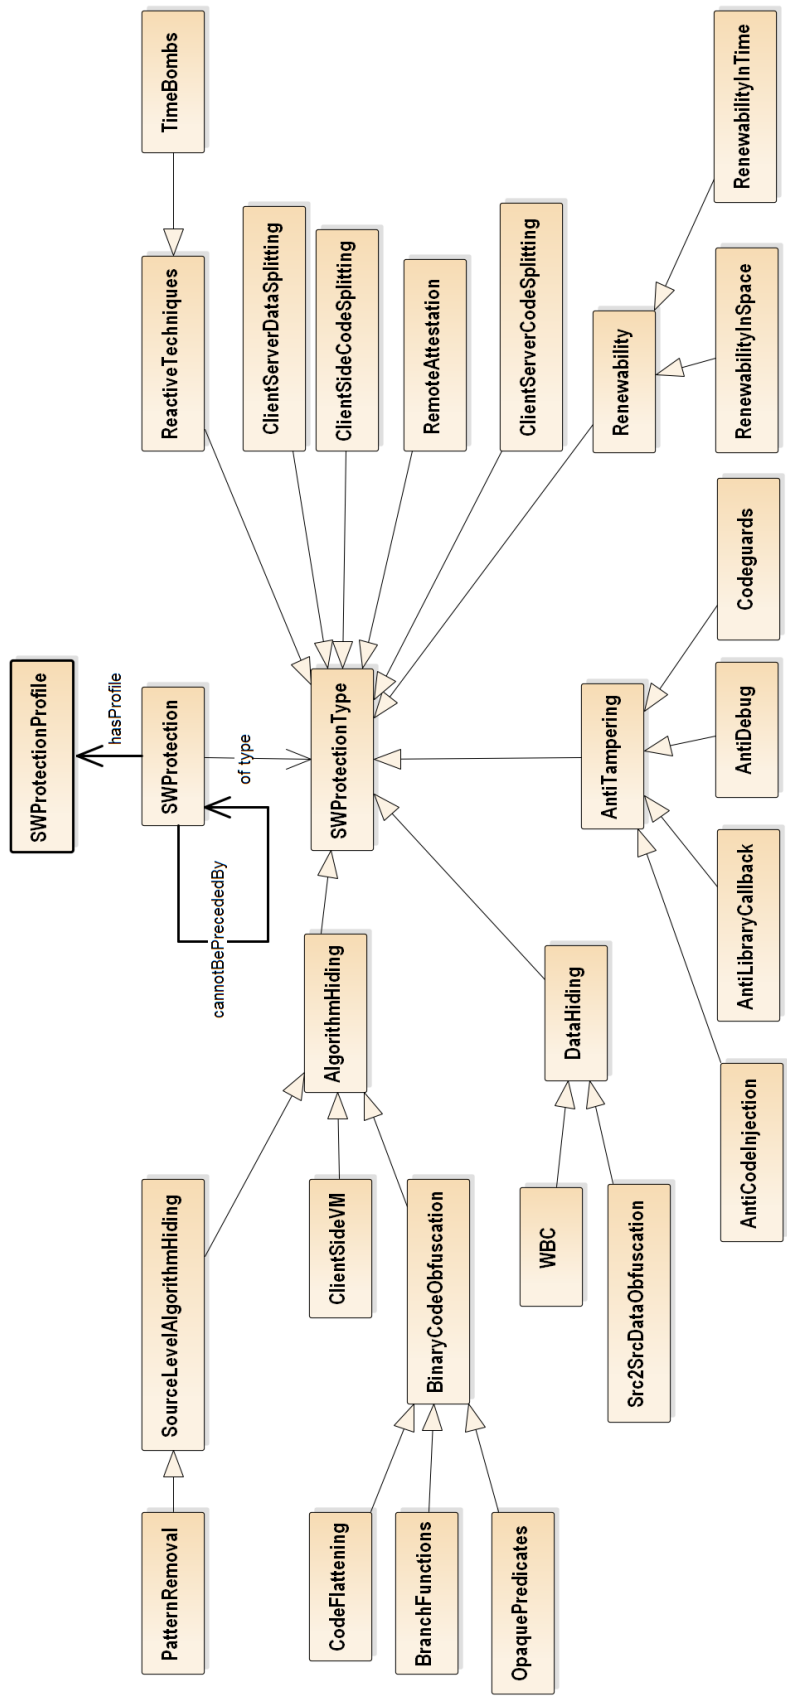 SWProtectionProfile
hasProfile
TimeBombs
ReactiveTechniques
SWProtection
cannotBePrecededBy
of type
SourceLevelAlgorithmHiding
PatternRemoval
ClientServerDataSplitting
ClientSideCodeSplitting
RemoteAttestation
ClientServerCodeSplitting
SWProtectionType
AlgorithmHiding
ClientSideVM
BinaryCodeObfuscation
CodeFlattening
BranchFunctions
OpaquePredicates
Renewability
RenewabilityInTime
RenewabilityInSpace
AntiTampering
DataHiding
WBC
Src2SrcDataObfuscation
Codeguards
AntiDebug
AntiLibraryCallback
AntiCodeInjection